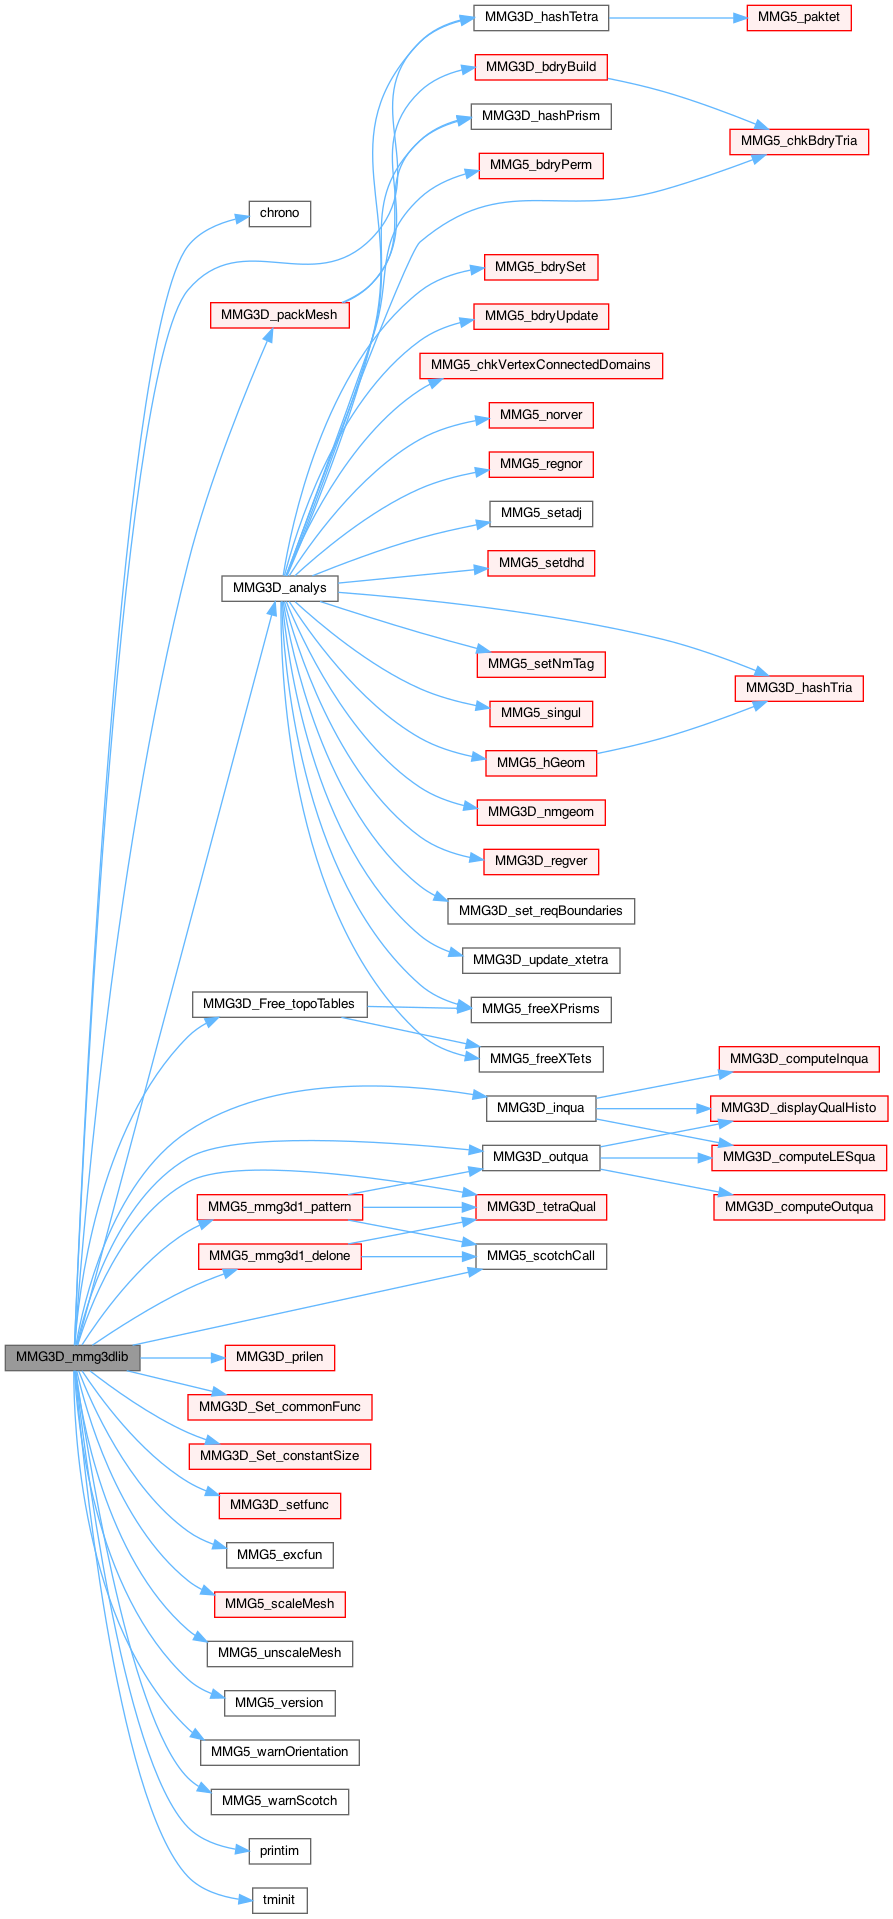 MMG3D_hashTetra
MMG5_paktet
MMG3D_bdryBuild
MMG3D_hashPrism
MMG5_chkBdryTria
MMG5_bdryPerm
chrono
MMG5_bdrySet
MMG3D_packMesh
MMG5_bdryUpdate
MMG5_chkVertexConnectedDomains
MMG5_norver
MMG5_regnor
MMG5_setadj
MMG5_setdhd
MMG3D_analys
MMG5_setNmTag
MMG3D_hashTria
MMG5_singul
MMG5_hGeom
MMG3D_nmgeom
MMG3D_regver
MMG3D_set_reqBoundaries
MMG3D_update_xtetra
MMG3D_Free_topoTables
MMG5_freeXPrisms
MMG5_freeXTets
MMG3D_computeInqua
MMG3D_inqua
MMG3D_displayQualHisto
MMG3D_outqua
MMG3D_computeLESqua
MMG5_mmg3d1_pattern
MMG3D_tetraQual
MMG3D_computeOutqua
MMG5_mmg3d1_delone
MMG5_scotchCall
MMG3D_mmg3dlib
MMG3D_prilen
MMG3D_Set_commonFunc
MMG3D_Set_constantSize
MMG3D_setfunc
MMG5_excfun
MMG5_scaleMesh
MMG5_unscaleMesh
MMG5_version
MMG5_warnOrientation
MMG5_warnScotch
printim
tminit